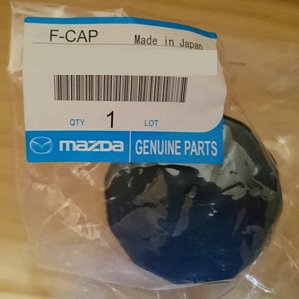 F-CAP
Made in Japan
QTY 1 LOT
mazda GENUINE PARTS